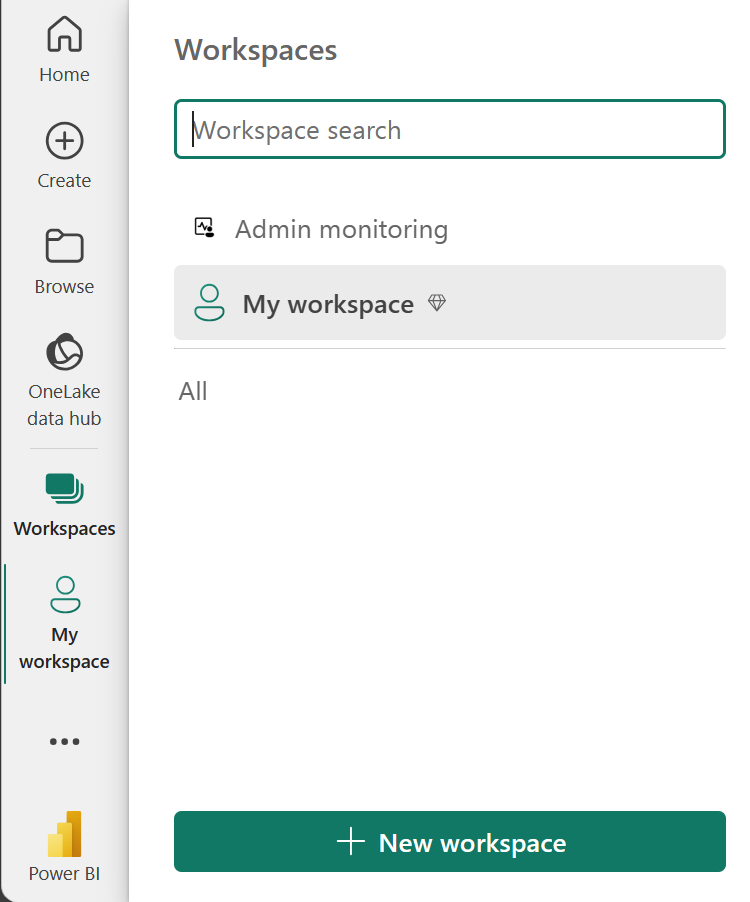 Home
Create
Browse
OneLake
data hub
Workspaces
My
workspace
Power BI
Workspaces
Workspace search
Admin monitoring
My workspace
All
New workspace